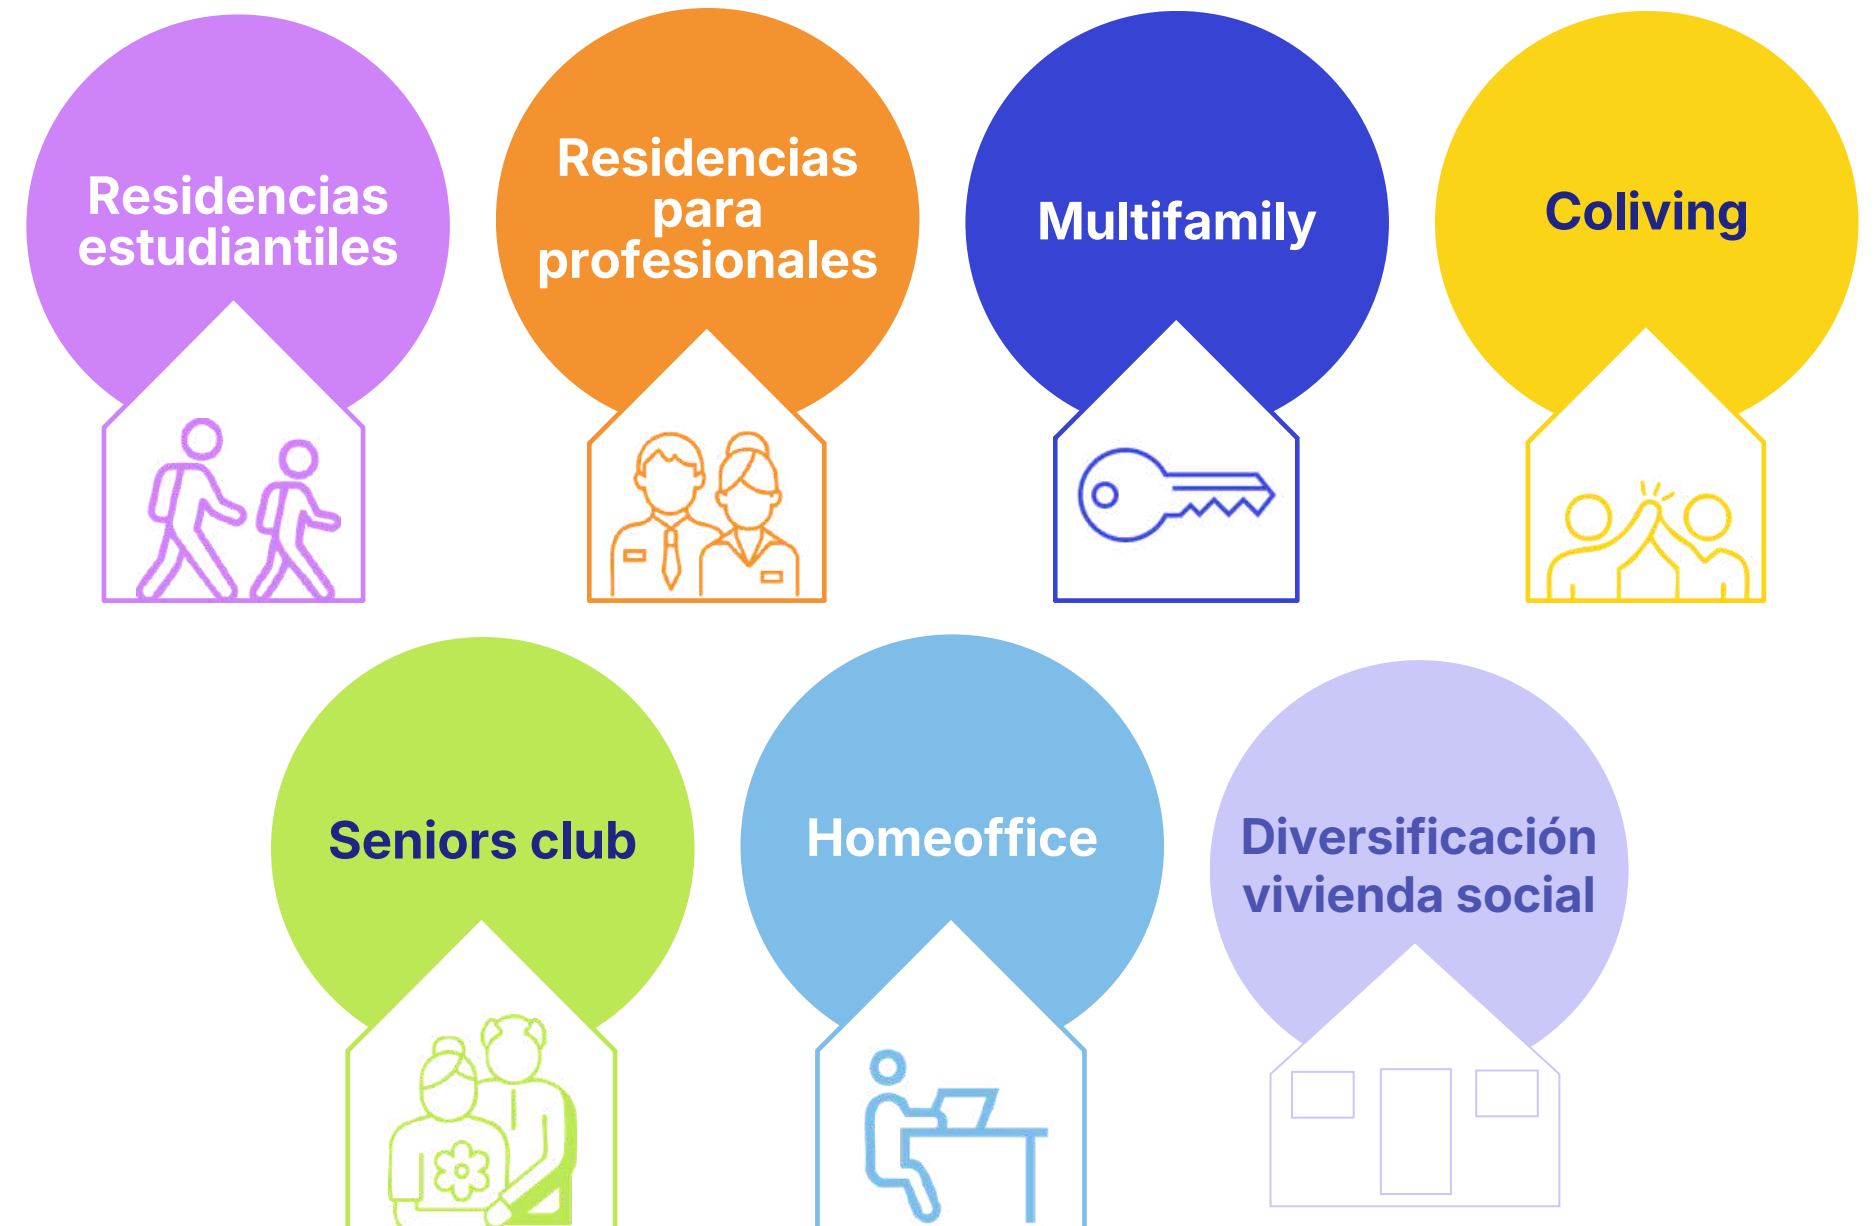 Residencias
estudiantiles
Residencias
para
profesionales
Multifamily
Coliving
Seniors club
Homeoffice
Diversificación
vivienda social